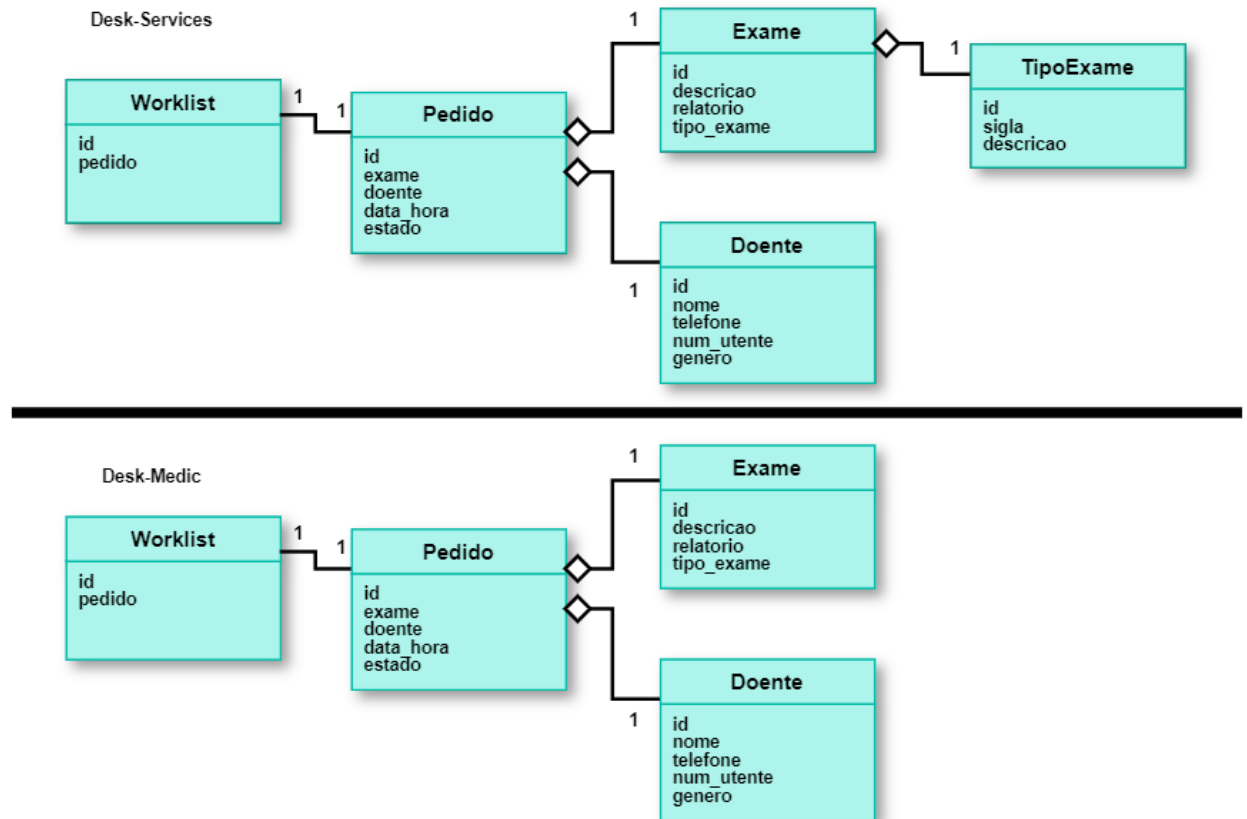 Desk-Services
Worklist
id
pedido
1
1
Pedido
id
exame
doente
data_hora
estado
1
Exame
id
descricao
relatorio
tipo_exame
1
TipoExame
id
sigla
descricao
1
Doente
id
nome
telefone
num_utente
genero
Desk-Medic
Worklist
id
pedido
1
1
Pedido
id
exame
doente
data_hora
estado
1
Exame
id
descricao
relatorio
tipo_exame
1
Doente
id
nome
telefone
num_utente
genero